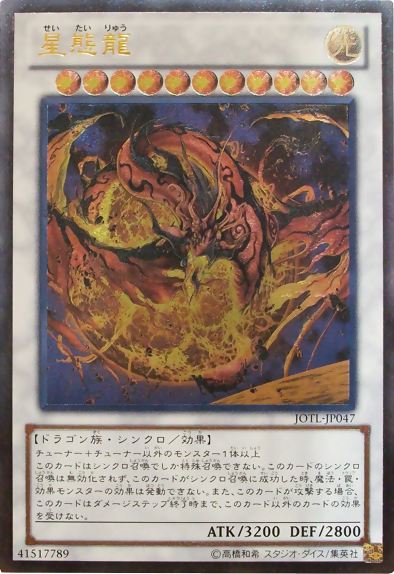 せい たい りゅう
星態龍
光
JOTL-JP047
【ドラゴン族・シンクロ/効果】
チューナー+チューナー以外のモンスター1体以上
このカードはシンクロ召喚でしか特殊召喚できない。このカードのシンクロ
召喚は無効化されず、このカードがシンクロ召喚に成功した時、魔法・罠・
効果モンスターの効果は発動できない。また、このカードが攻撃する場合、
このカードはダメージステップ終了時まで、このカード以外のカードの効果
を受けない。
ATK/3200 DEF/2800
41517789 ©高橋和希 スタジオ・ダイス/集英社